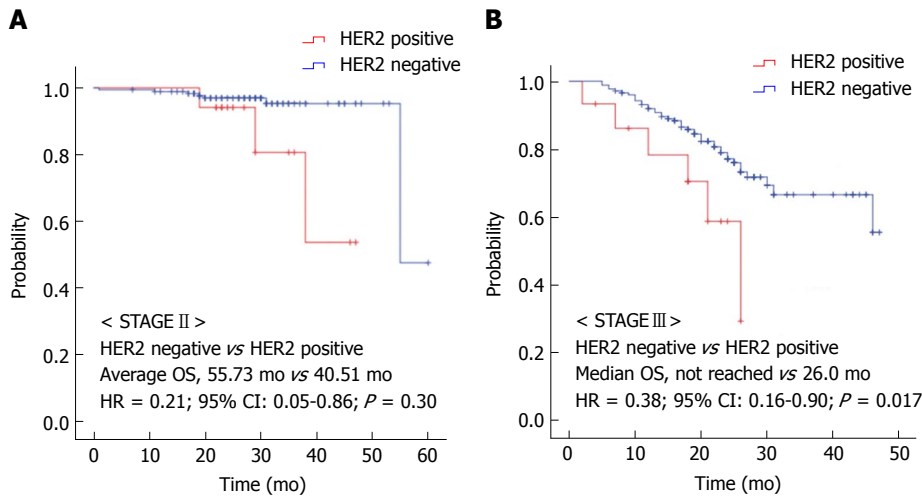 A
HER2 positive
HER2 negative
1.0
0.8
0.6
0.4
0.2
0.0
Probability
< STAGE Ⅱ >
HER2 negative vs HER2 positive
Average OS, 55.73 mo vs 40.51 mo
HR = 0.21; 95% CI: 0.05-0.86; P = 0.30
0 10 20 30 40 50 60
Time (mo)
B
HER2 positive
HER2 negative
1.0
0.8
0.6
0.4
0.2
0.0
Probability
< STAGE Ⅲ >
HER2 negative vs HER2 positive
Median OS, not reached vs 26.0 mo
HR = 0.38; 95% CI: 0.16-0.90; P = 0.017
0 10 20 30 40 50
Time (mo)